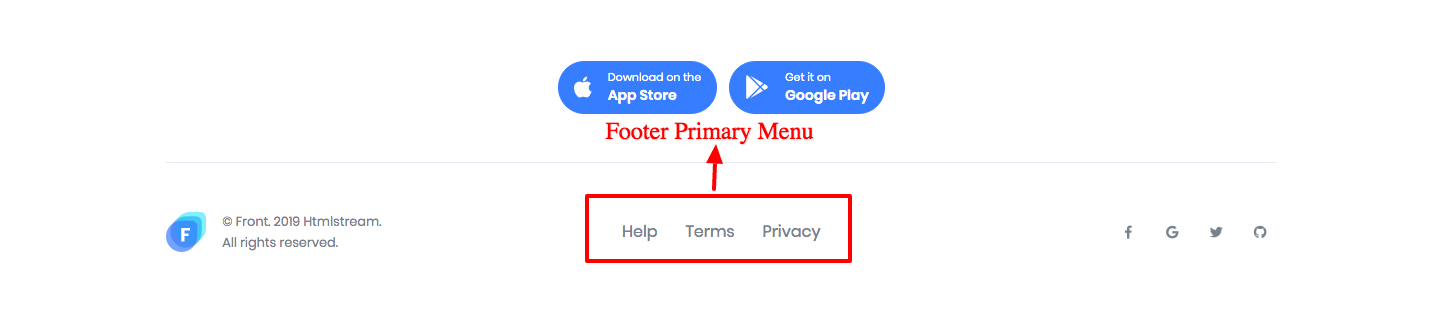 Download on the
App Store
Get it on
Google Play
Footer Primary Menu
F
© Front. 2019 Htmlstream.
All rights reserved.
Help Terms Privacy